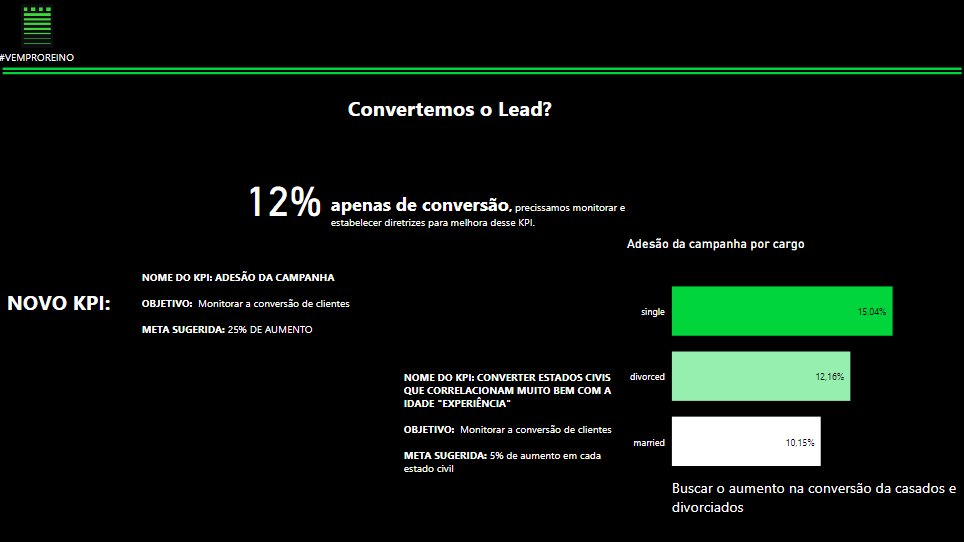 #VEMPROREINO
Convertemos o Lead?
12% apenas de conversão, precissamos monitorar e
estabelecer diretrizes para melhora desse KPI.
NOVO KPI:
NOME DO KPI: ADESÃO DA CAMPANHA
OBJETIVO: Monitorar a conversão de clientes
META SUGERIDA: 25% DE AUMENTO
NOME DO KPI: CONVERTER ESTADOS CIVIS
QUE CORRELACIONAM MUITO BEM COM A
IDADE "EXPERIÊNCIA"
OBJETIVO: Monitorar a conversão de clientes
META SUGERIDA: 5% de aumento em cada
estado civil
Adesão da campanha por cargo
single 15,04%
divorced 12,16%
married 10,15%
Buscar o aumento na conversão da casados e
divorciados